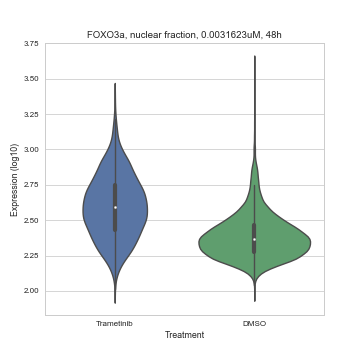 FOXO3a, nuclear fraction, 0.0031623uM, 48h
3.75
3.50
3.25
3.00
2.75
2.50
2.25
2.00
Expression (log10)
Trametinib DMSO
Treatment